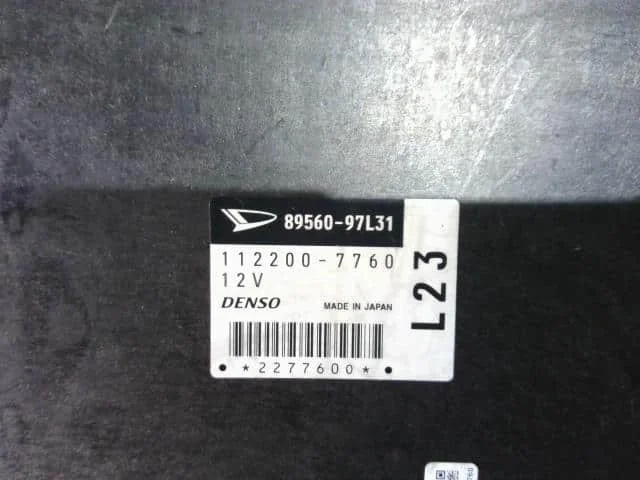 89560-97L31
112200-7760
12V
DENSO MADE IN JAPAN
*2277600*
L23